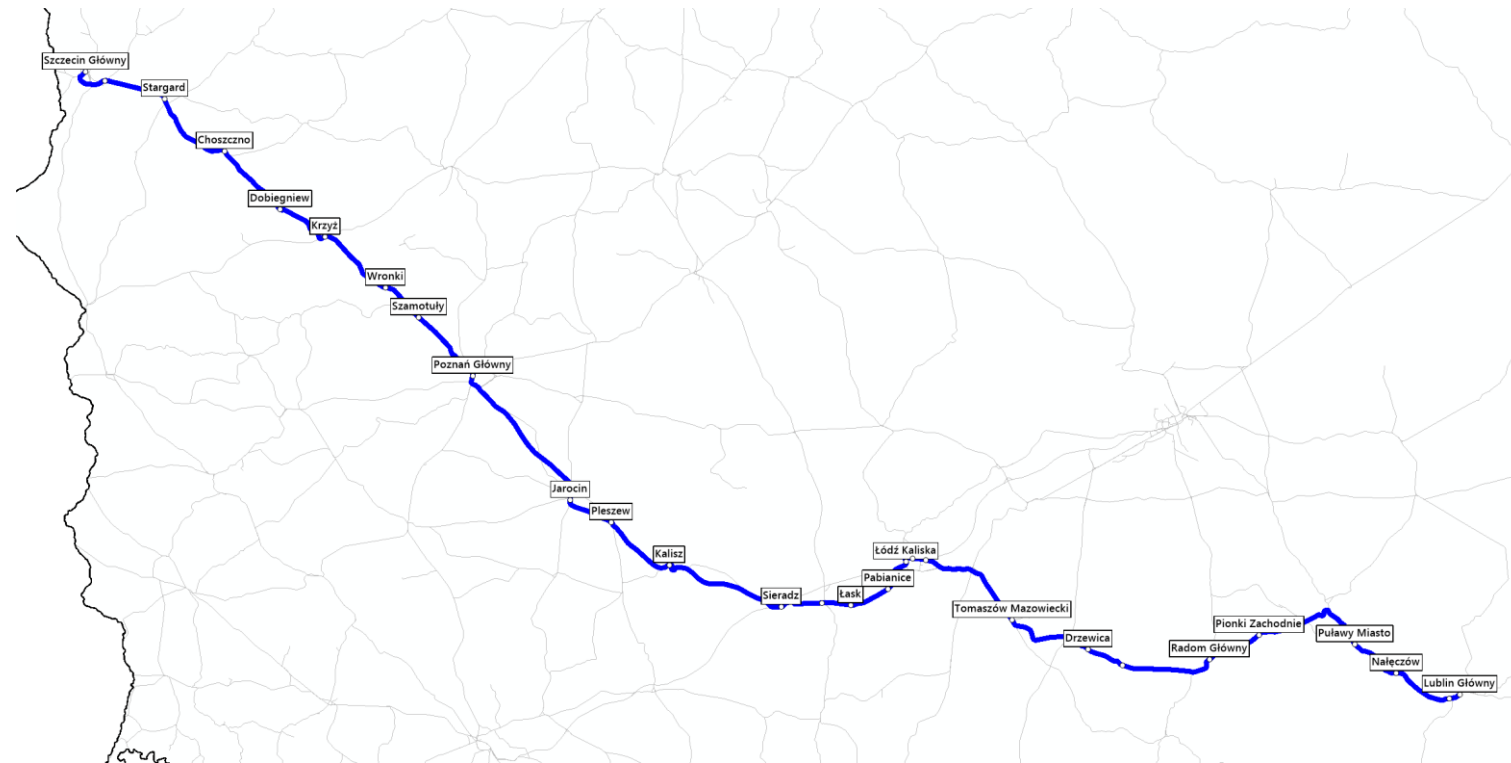 Szczecin Główny
Stargard
Choszczno
Dobiegniew
Krzyż
Wronki
Szamotuły
Poznań Główny
Jarocin
Pleszew
Kalisz
Sieradz
Łask
Pabianice
Łódź Kaliska
Tomaszów Mazowiecki
Drzewica
Radom Główny
Pionki Zachodnie
Puławy Miasto
Nałęczów
Lublin Główny